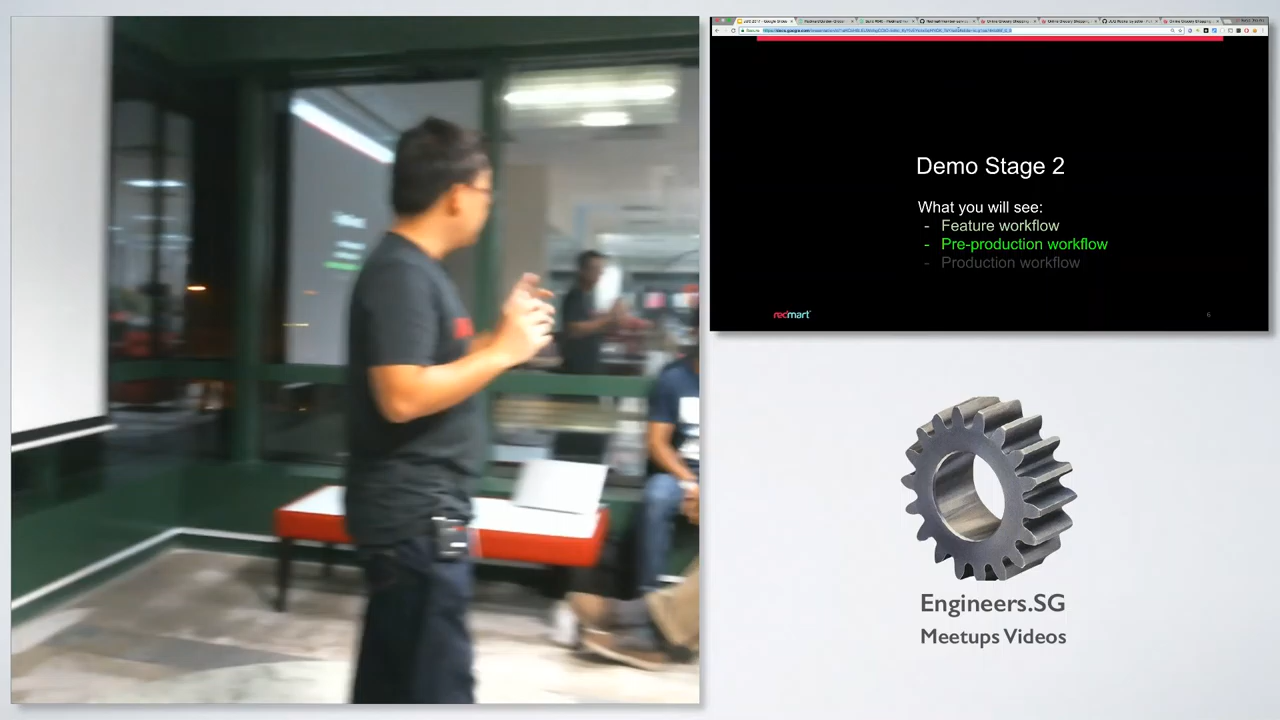 Demo Stage 2
What you will see:
- Feature workflow
- Pre-production workflow
- Production workflow
redmart
6
Engineers.SG
Meetups Videos